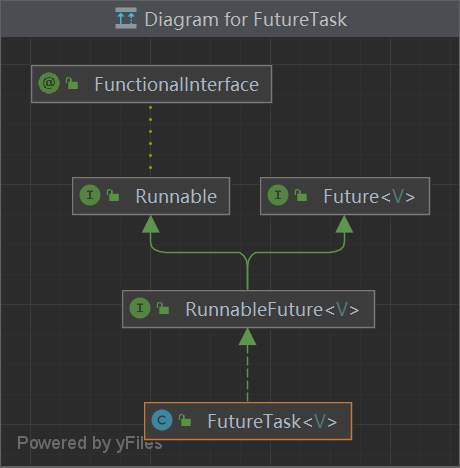 Diagram for FutureTask
@ FunctionalInterface
I Runnable
I Future<V>
I RunnableFuture<V>
C FutureTask<V>
Powered by yFiles